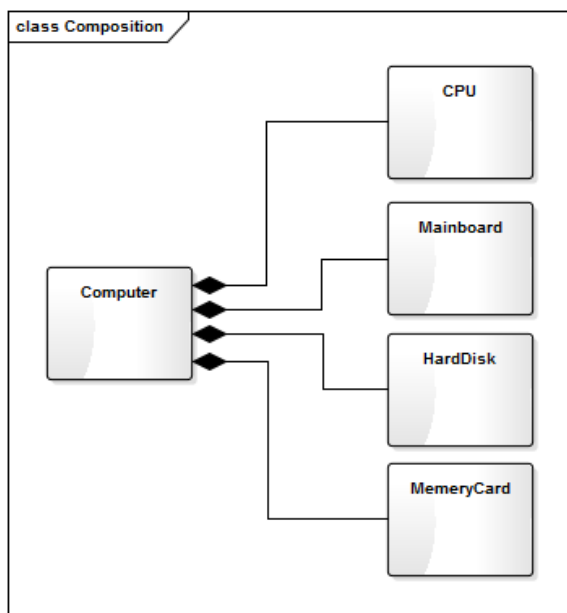 class Composition
CPU
Mainboard
Computer
HardDisk
MemeryCard